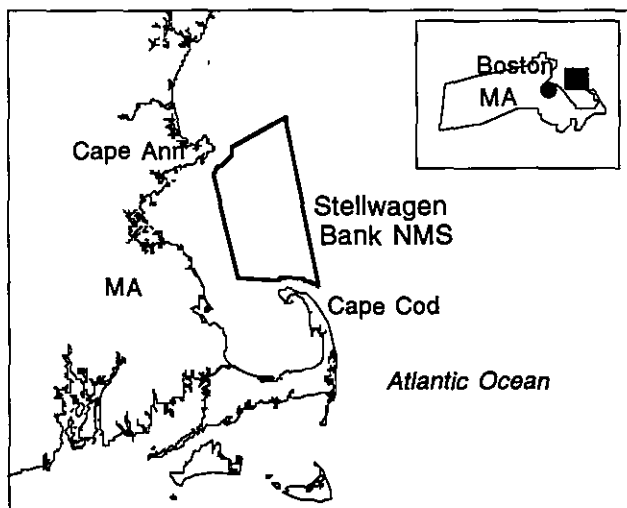 Boston
MA
Cape Ann
Stellwagen
Bank NMS
MA
Cape Cod
Atlantic Ocean